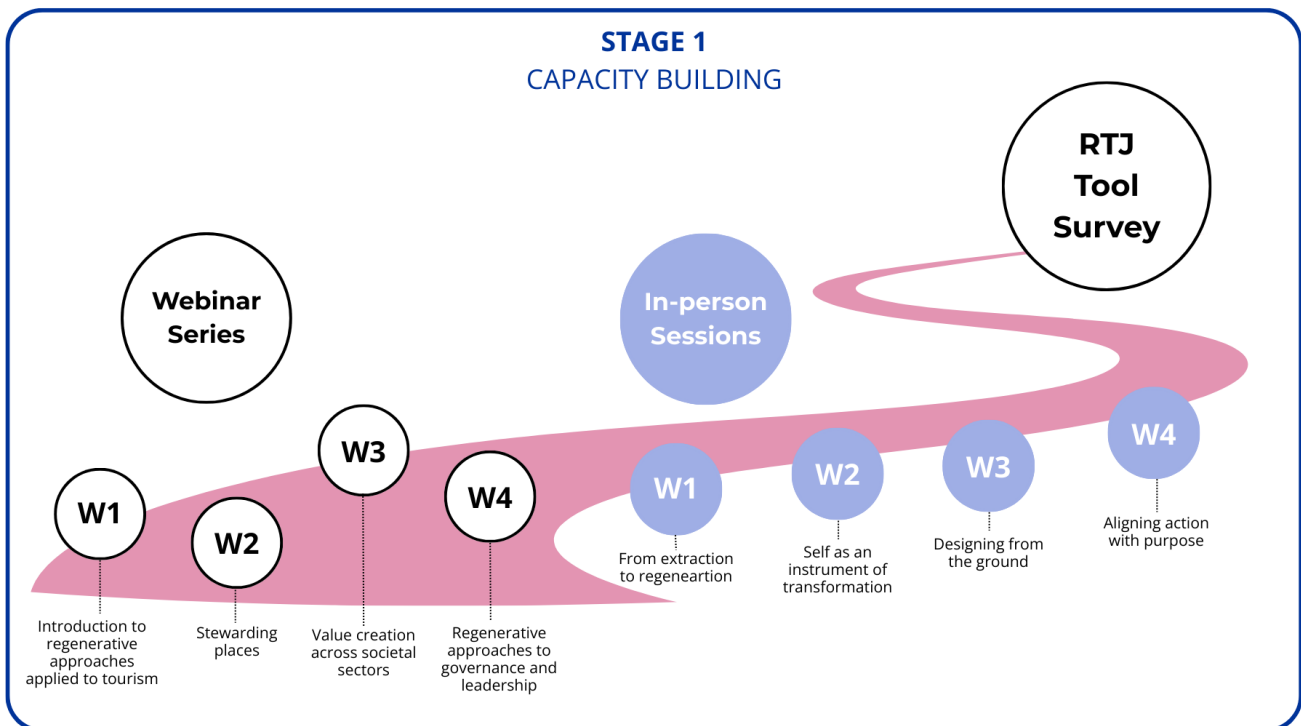 STAGE 1
CAPACITY BUILDING
RTJ
Tool
Survey
Webinar
Series
In-person
Sessions
W1
Introduction to
regenerative
approaches
applied to tourism
W2
Stewarding
places
W3
Value creation
across societal
sectors
W4
Regenerative
approaches to
governance and
leadership
W1
From extraction
to regeneartion
W2
Self as an
instrument of
transformation
W3
Designing from
the ground
W4
Aligning action
with purpose